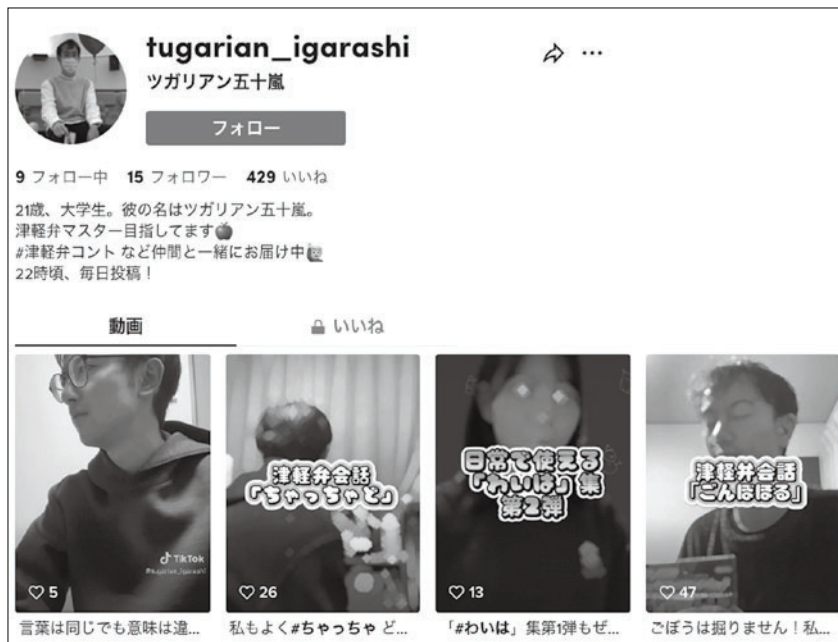 tugarian_igarashi
ツガリアン五十嵐
フォロー
9 フォロー中 15 フォロワー 429 いいね
21歳、大学生。彼の名はツガリアン五十嵐。
津軽弁マスター目指してます🍎
#津軽弁コント など仲間と一緒にお届け中
22時頃、毎日投稿！
動画
いいね
TikTok
@tugarian_igarashi
5
言葉は同じでも意味は違...
津軽弁会話
「ちゃっちゃど」
26
私もよく#ちゃっちゃ ど...
日常で使える
「わいは」集
第2弾
13
「#わいは」集第1弾もぜ...
津軽弁会話
「ごんぼほる」
47
ごぼうは掘りません！私...